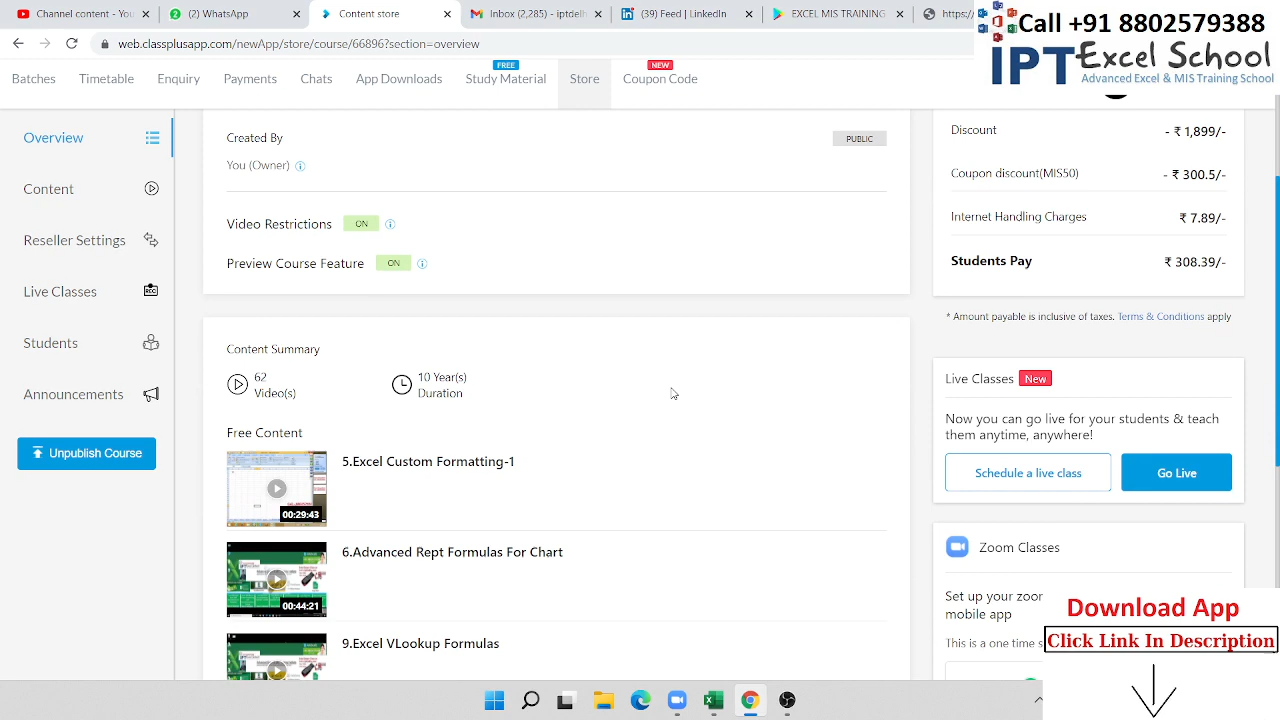 Channel content - You
(2) WhatsApp
Content store
Inbox (2,285) - iptdelh
(39) Feed | LinkedIn
EXCEL MIS TRAINING
https:/
Call +91 8802579388
web.classplusapp.com/newApp/store/course/66896?section=overview
IPT Excel School
Advanced Excel & MIS Training School
FREE
NEW
Batches
Timetable
Enquiry
Payments
Chats
App Downloads
Study Material
Store
Coupon Code
Overview
Content
Reseller Settings
Live Classes
REC
Students
Announcements
Unpublish Course
Created By
PUBLIC
You (Owner)
Video Restrictions ON
Preview Course Feature ON
Content Summary
62
Video(s)
10 Year(s)
Duration
Free Content
5.Excel Custom Formatting-1
00:29:43
6.Advanced Rept Formulas For Chart
00:44:21
9.Excel VLookup Formulas
Discount - ₹ 1,899/-
Coupon discount(MIS50) - ₹ 300.5/-
Internet Handling Charges ₹ 7.89/-
Students Pay ₹ 308.39/-
* Amount payable is inclusive of taxes. Terms & Conditions apply
Live Classes New
Now you can go live for your students & teach
them anytime, anywhere!
Schedule a live class
Go Live
Zoom Classes
Set up your zoom
mobile app
This is a one time s
Download App
Click Link In Description